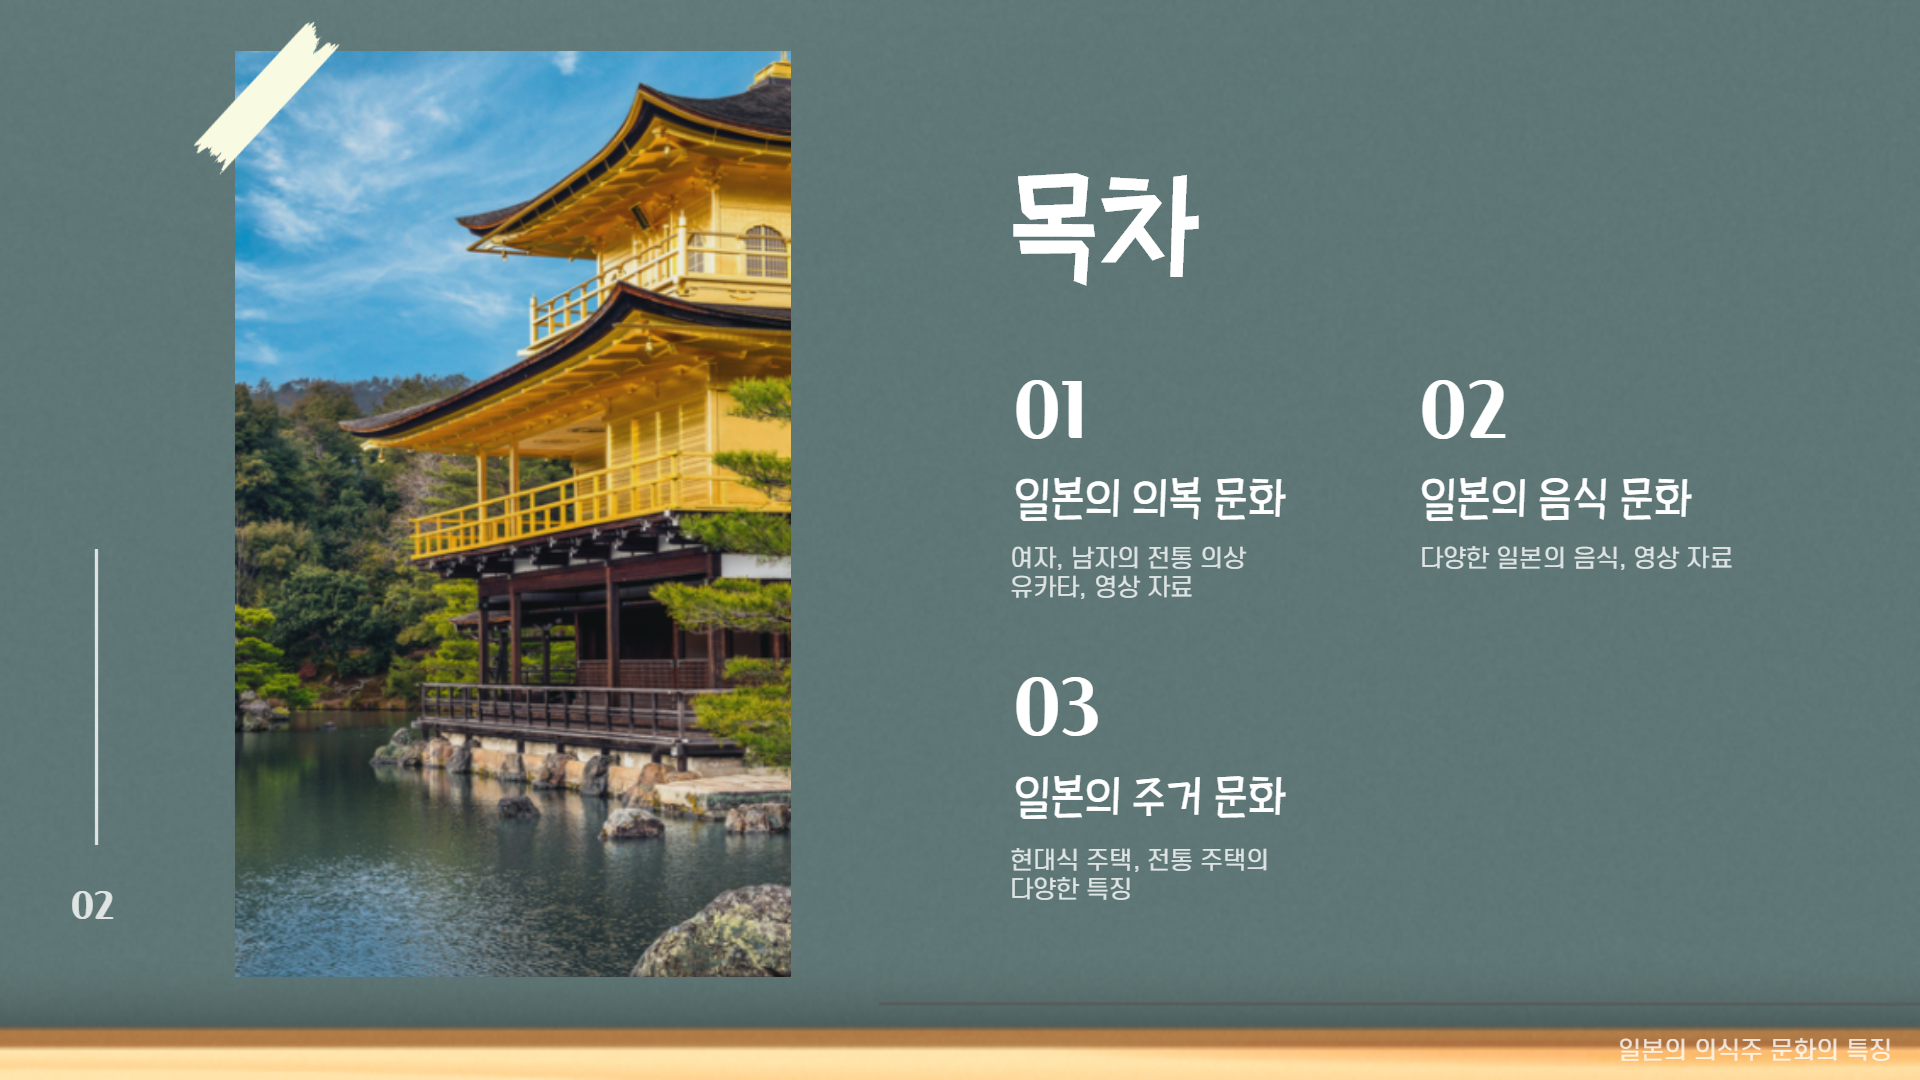 목차
01
일본의 의복 문화
여자, 남자의 전통 의상
유카타, 영상 자료
02
일본의 음식 문화
다양한 일본의 음식, 영상 자료
03
일본의 주거 문화
현대식 주택, 전통 주택의
다양한 특징
02
일본의 의식주 문화의 특징